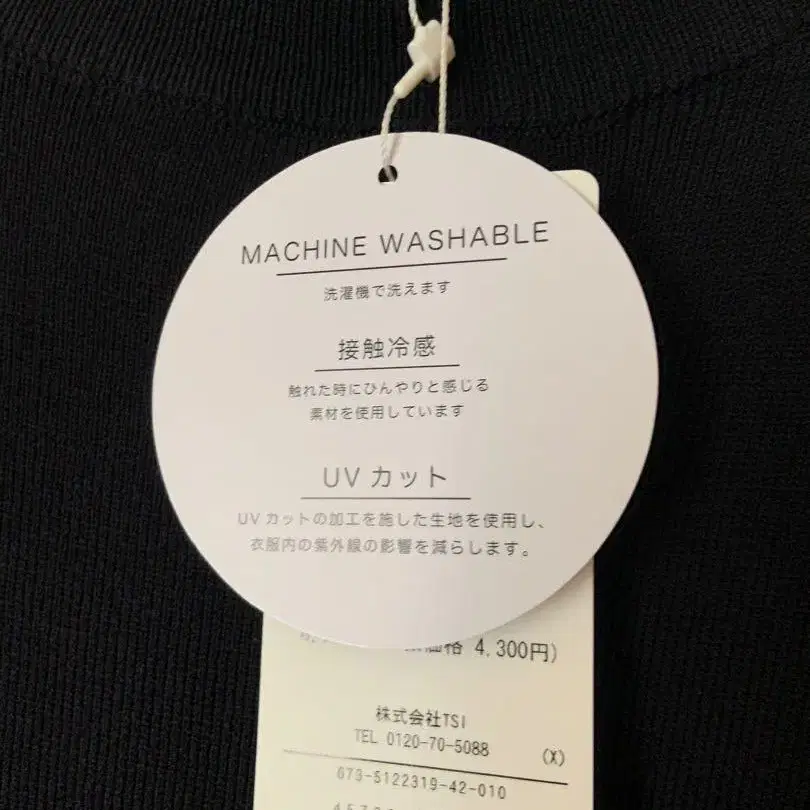 MACHINE WASHABLE
洗濯機で洗えます
接触冷感
触れた時にひんやりと感じる
素材を使用しています
UV カット
UV カットの加工を施した生地を使用し、
衣服内の紫外線の影響を減らします。
価格 4,300円)
株式会社TSI
TEL 0120-70-5088
(X)
673-5122319-42-010